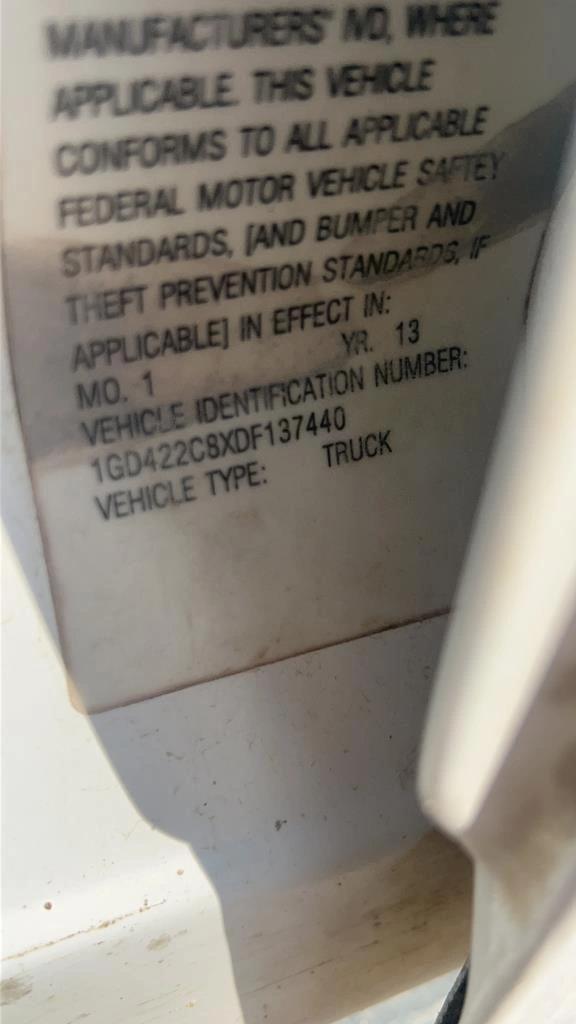 MANUFACTURERS' NO, WHERE
APPLICABLE. THIS VEHICLE
CONFORMS TO ALL APPLICABLE
FEDERAL MOTOR VEHICLE SAFTEY
STANDARDS, [AND BUMPER AND
THEFT PREVENTION STANDARDS, IF
APPLICABLE] IN EFFECT IN:
MO. 1 YR. 13
VEHICLE IDENTIFICATION NUMBER:
1GD422C8XDF137440
VEHICLE TYPE: TRUCK